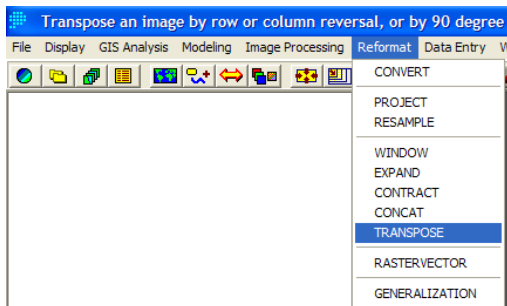 Transpose an image by row or column reversal, or by 90 degree
File Display GIS Analysis Modeling Image Processing Reformat Data Entry
CONVERT
PROJECT
RESAMPLE
WINDOW
EXPAND
CONTRACT
CONCAT
TRANSPOSE
RASTERVECTOR
GENERALIZATION